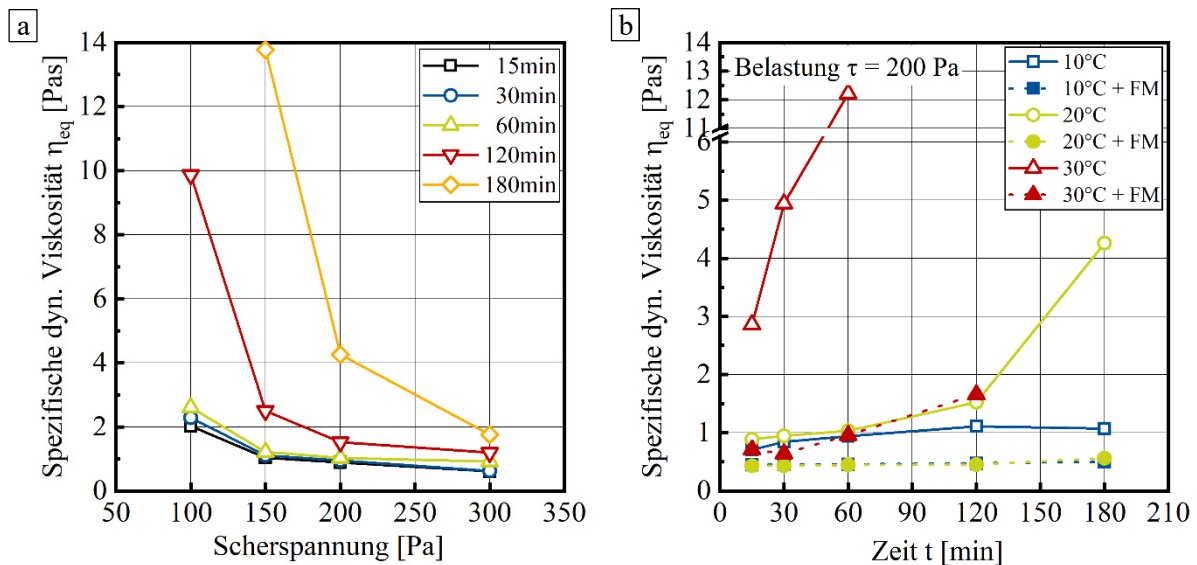 a
Spezifische dyn. Viskosität ηeq [Pas]
14
12
10
8
6
4
2
0
50 100 150 200 250 300 350
Scherspannung [Pa]
15min
30min
60min
120min
180min
b
Spezifische dyn. Viskosität ηeq [Pas]
14
13
12
11
6
5
4
3
2
1
0
0 30 60 90 120 150 180 210
Zeit t [min]
Belastung τ = 200 Pa
10°C
10°C + FM
20°C
20°C + FM
30°C
30°C + FM